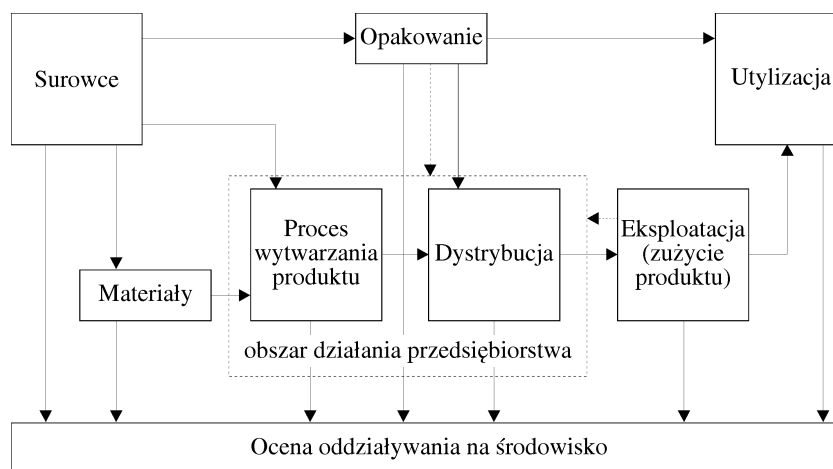 Surowce
Opakowanie
Utylizacja
Proces
wytwarzania
produktu
Dystrybucja
Eksploatacja
(zużycie
produktu)
Materiały
obszar działania przedsiębiorstwa
Ocena oddziaływania na środowisko